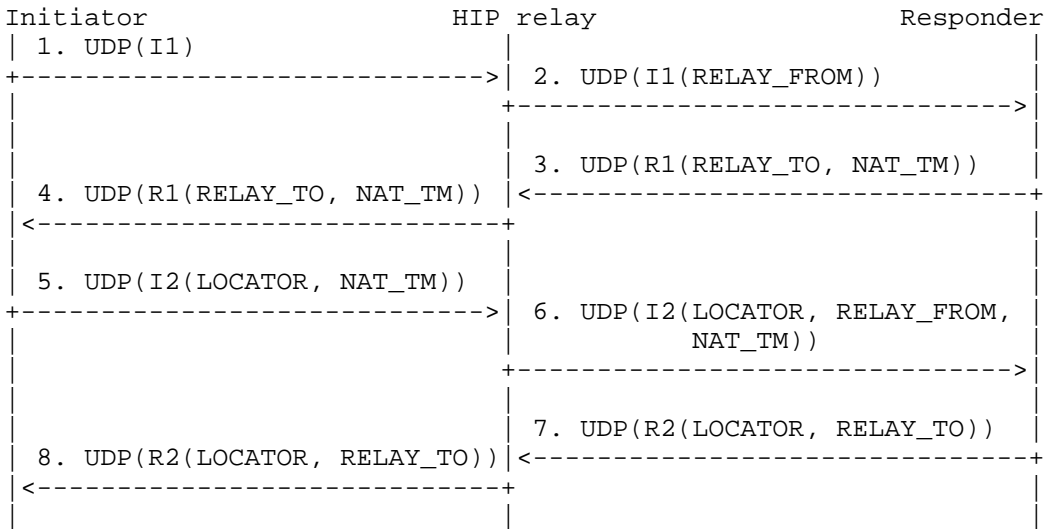 Initiator HIP relay Responder
1. UDP(I1)
2. UDP(I1(RELAY_FROM))
3. UDP(R1(RELAY_TO, NAT_TM))
4. UDP(R1(RELAY_TO, NAT_TM))
5. UDP(I2(LOCATOR, NAT_TM))
6. UDP(I2(LOCATOR, RELAY_FROM,
NAT_TM))
7. UDP(R2(LOCATOR, RELAY_TO))
8. UDP(R2(LOCATOR, RELAY_TO))